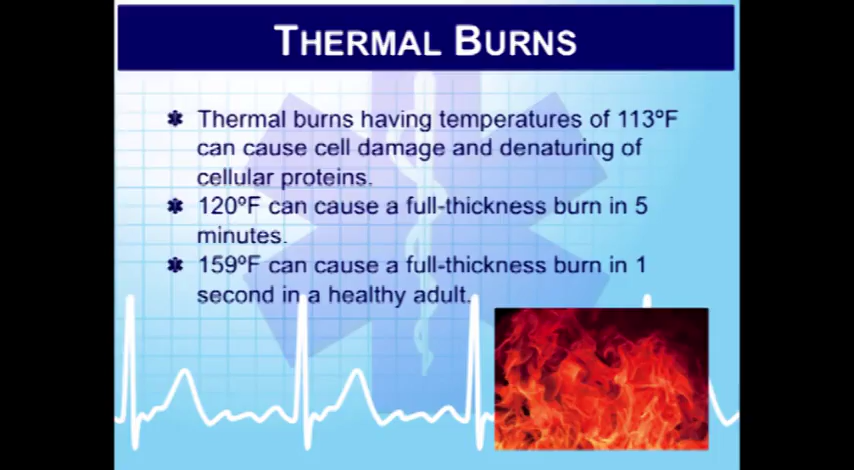 THERMAL BURNS
Thermal burns having temperatures of 113ºF
can cause cell damage and denaturing of
cellular proteins.
120ºF can cause a full-thickness burn in 5
minutes.
159ºF can cause a full-thickness burn in 1
second in a healthy adult.